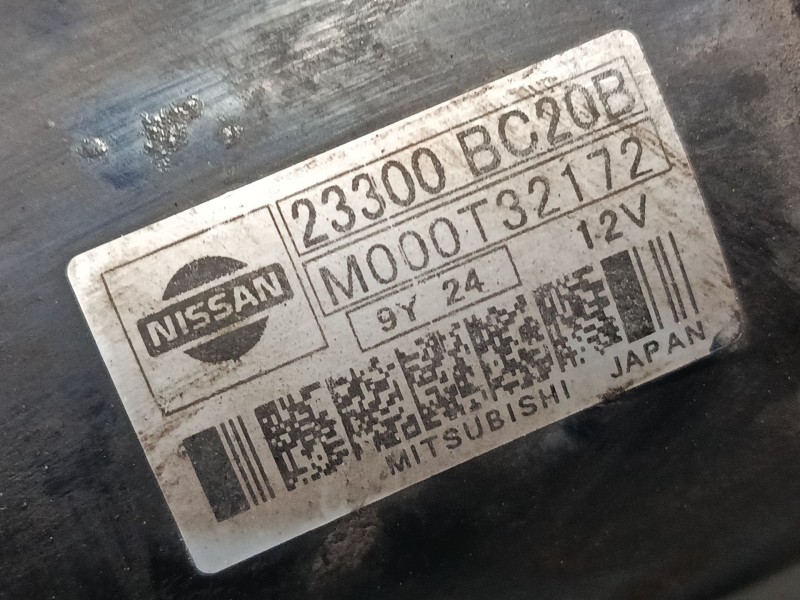 23300 BC20B
M000T32172
NISSAN
9Y 24
12V
MITSUBISHI JAPAN